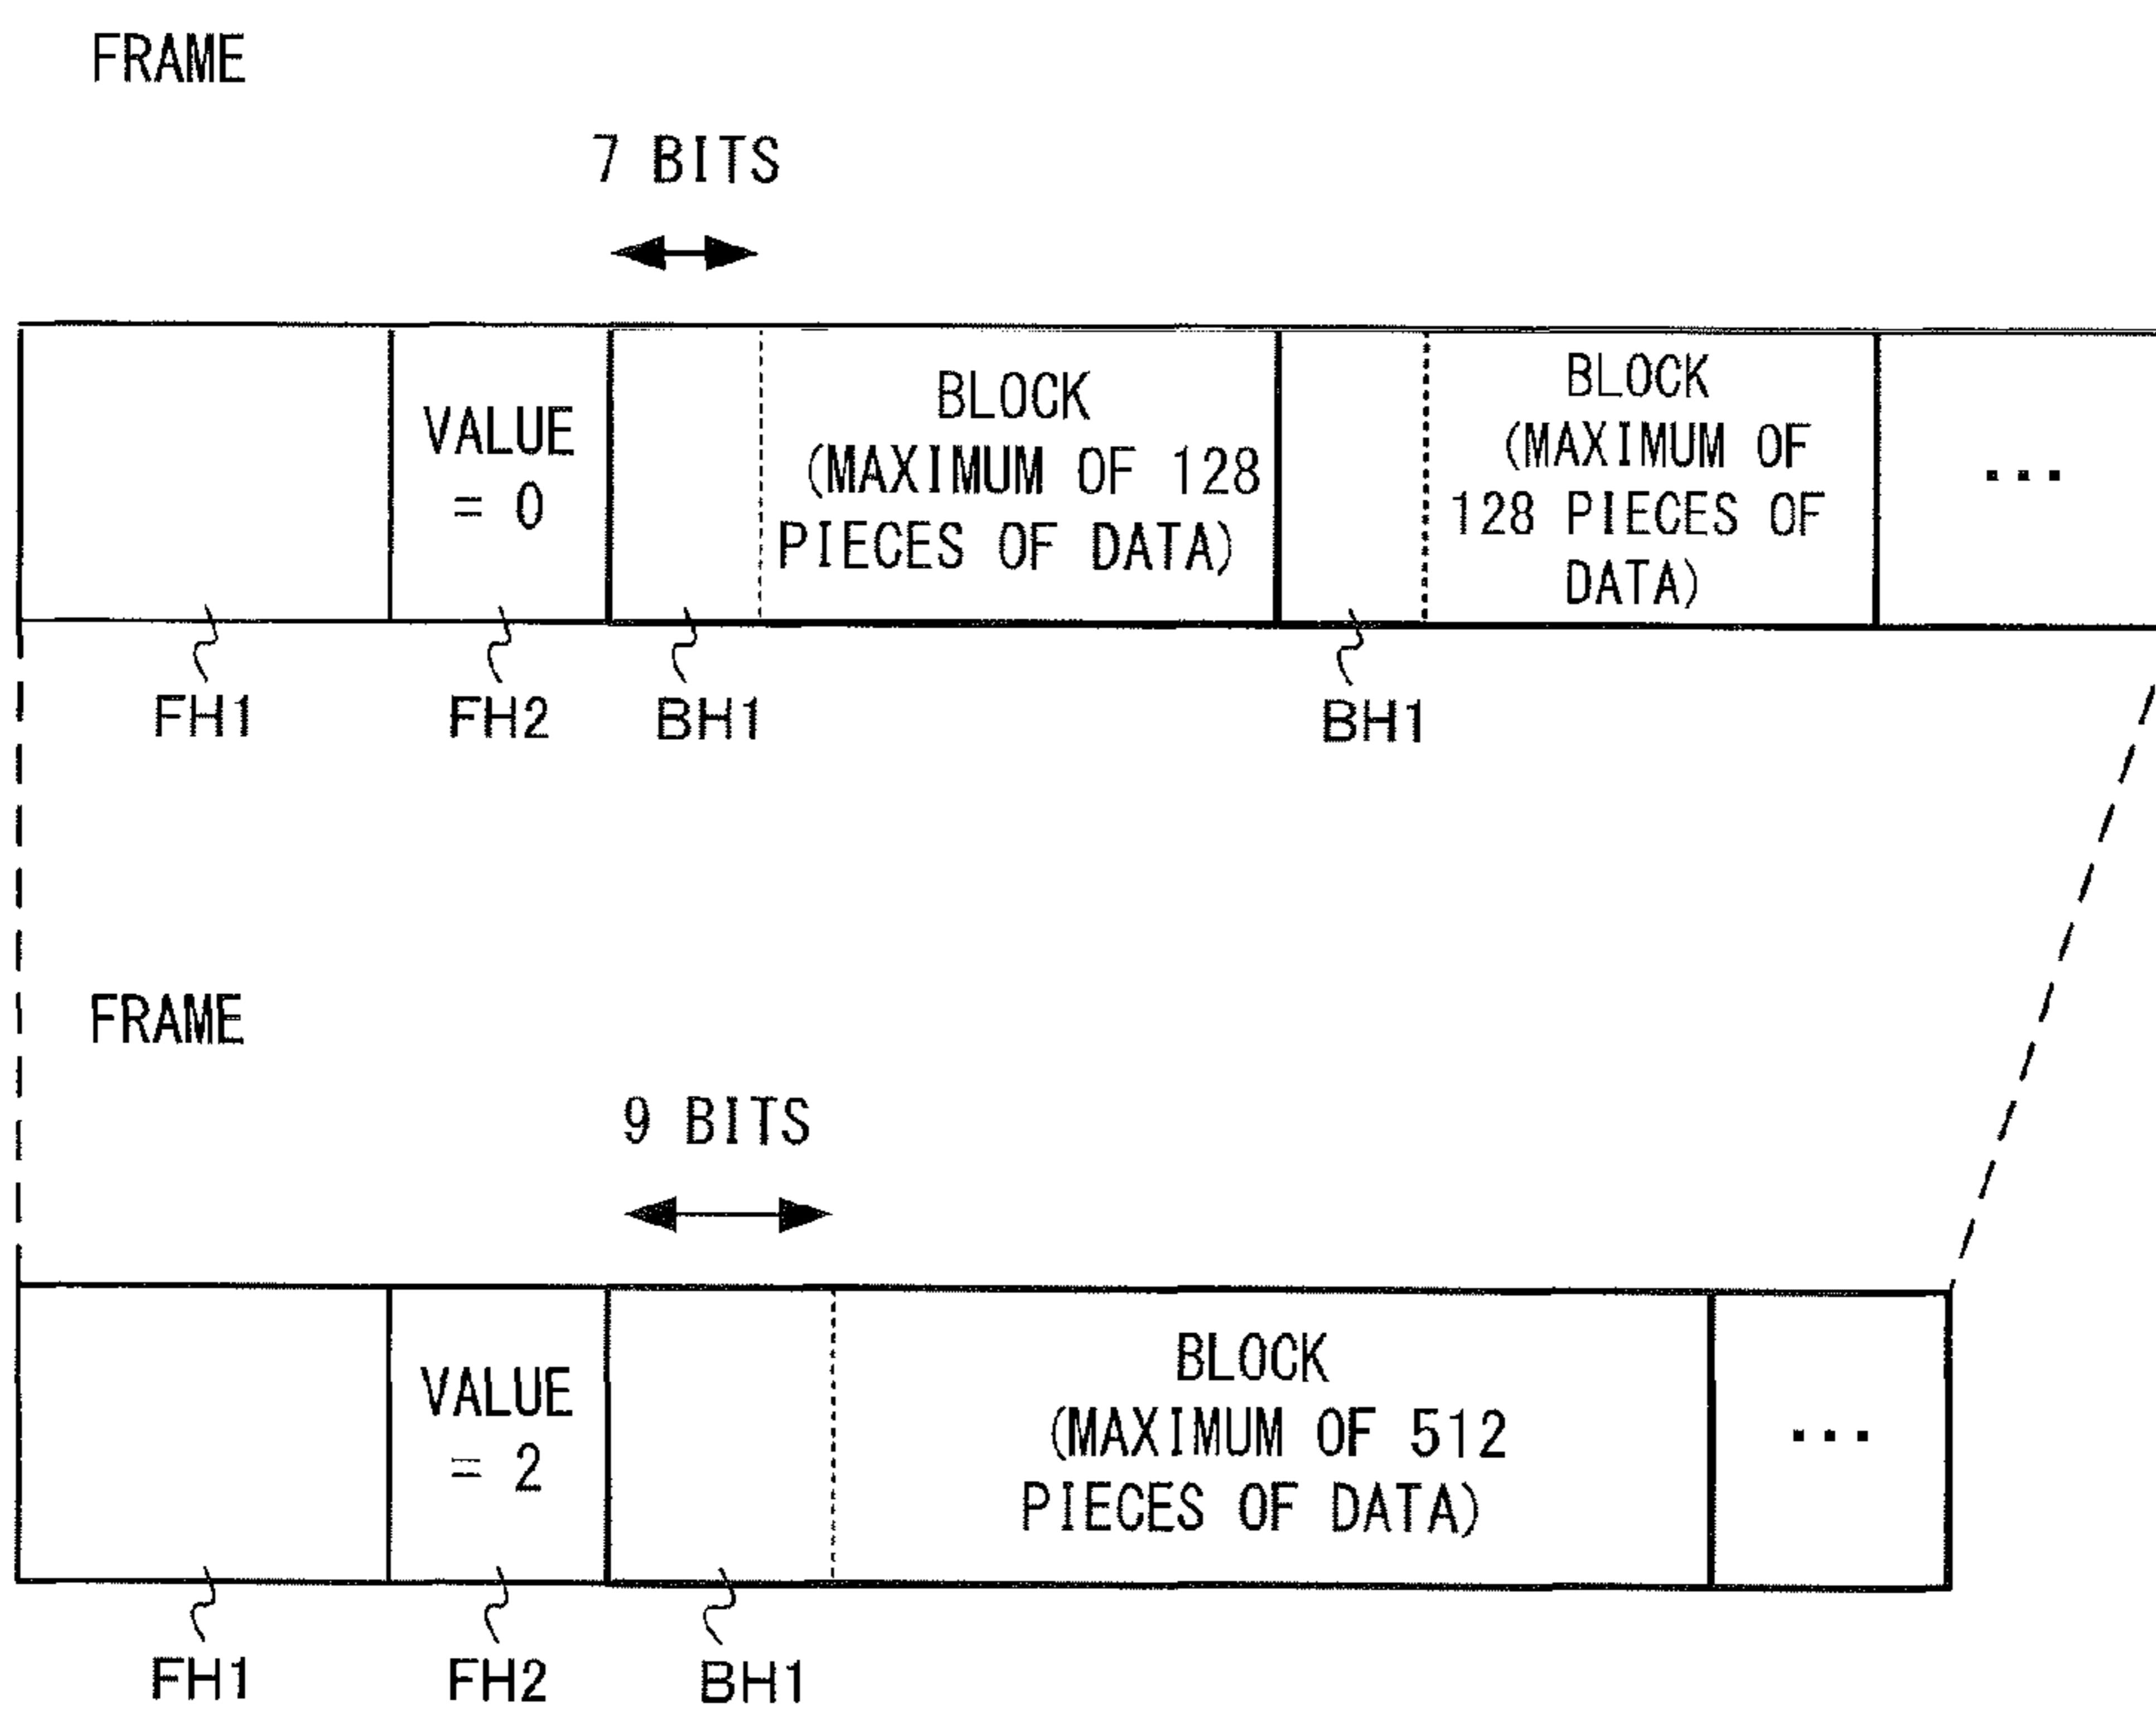 FRAME
7 BITS
VALUE
= 0
BLOCK
(MAXIMUM OF 128
PIECES OF DATA)
BLOCK
(MAXIMUM OF
128 PIECES OF
DATA)
...
FH1
FH2
BH1
BH1
FRAME
9 BITS
VALUE
= 2
BLOCK
(MAXIMUM OF 512
PIECES OF DATA)
...
FH1
FH2
BH1